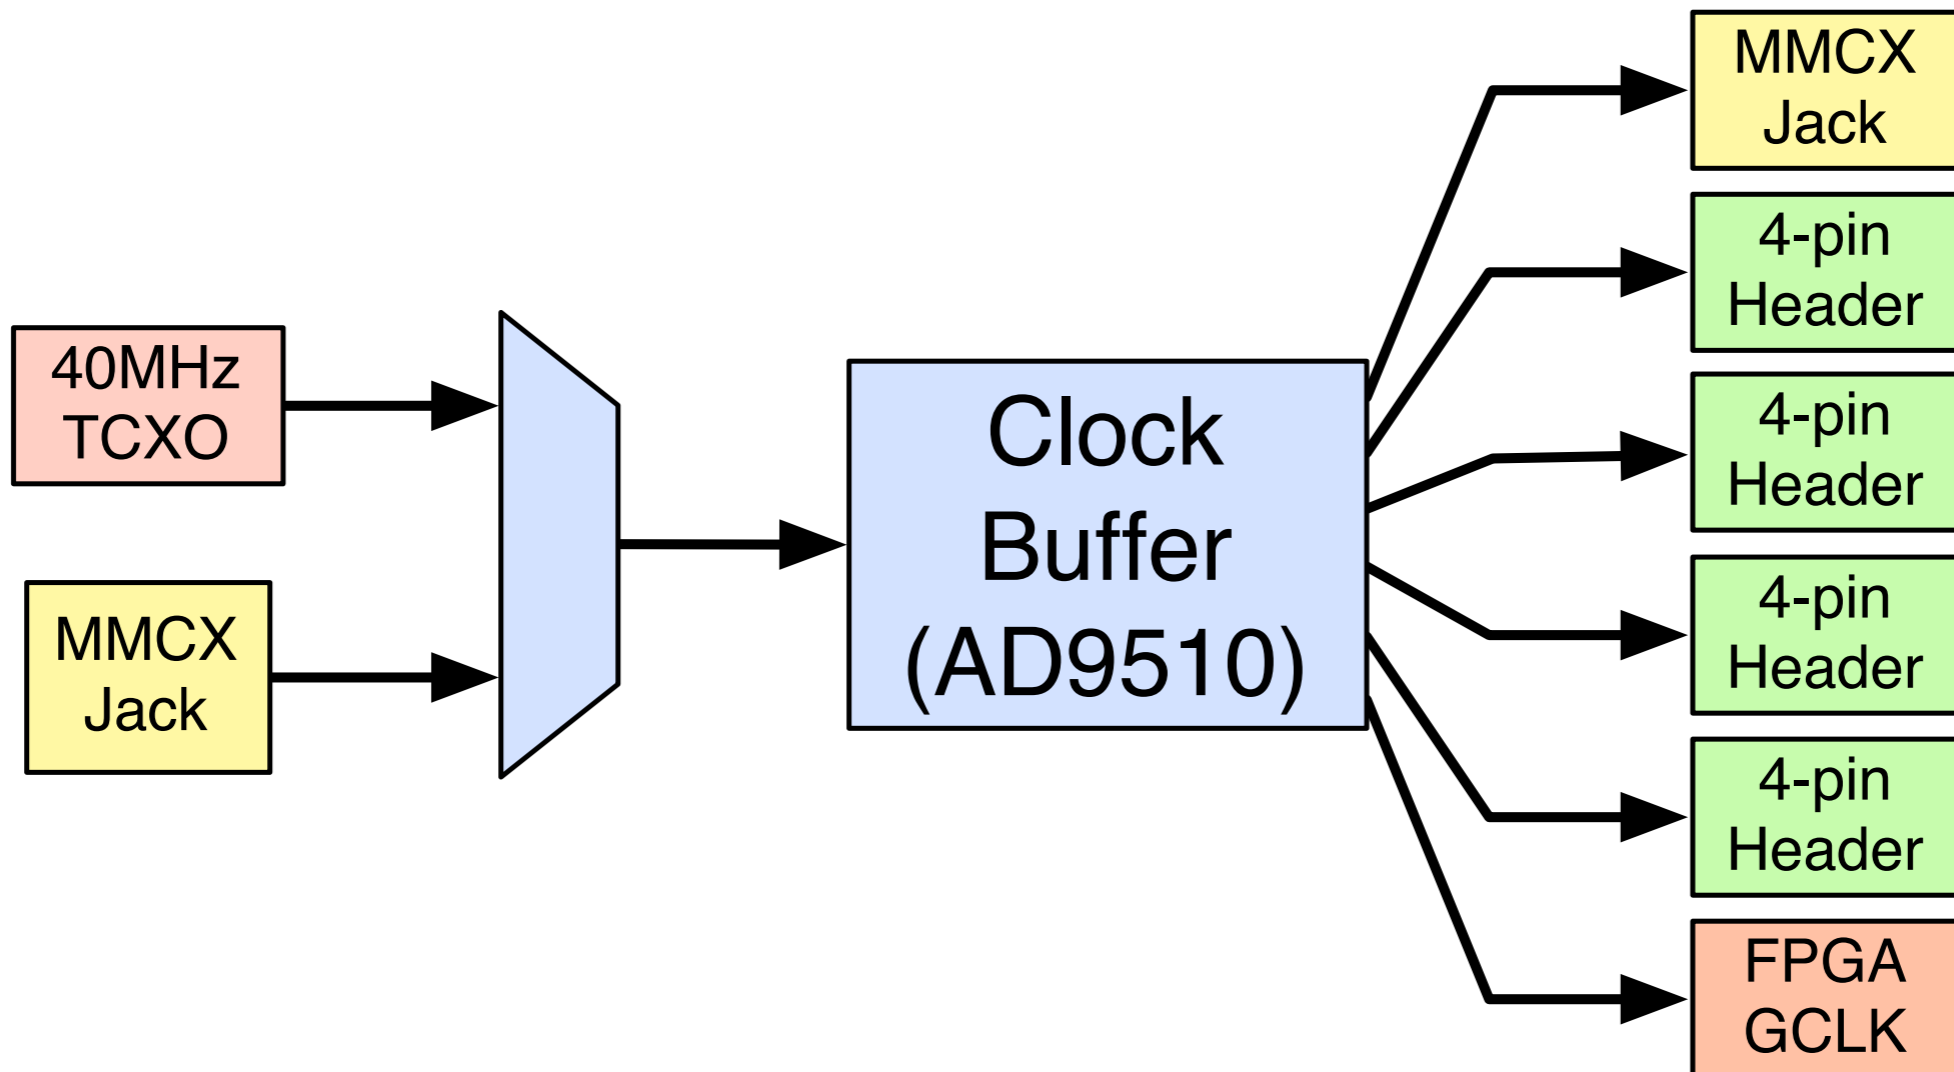 40MHz
TCXO
MMCX
Jack
Clock
Buffer
(AD9510)
MMCX
Jack
4-pin
Header
4-pin
Header
4-pin
Header
4-pin
Header
FPGA
GCLK